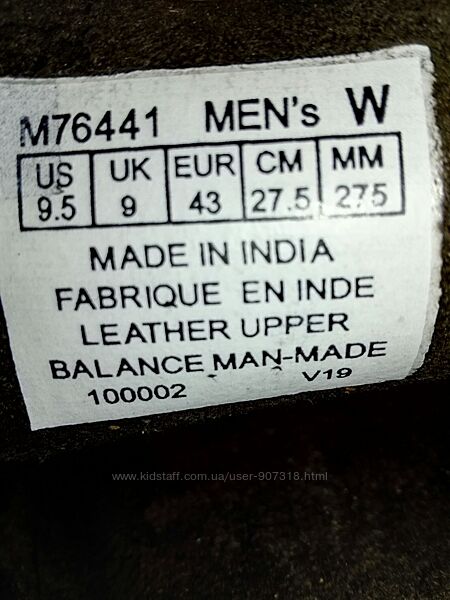 M76441 MEN's W
US UK EUR CM MM
9.5 9 43 27.5 275
MADE IN INDIA
FABRIQUE EN INDE
LEATHER UPPER
BALANCE MAN-MADE
100002 V19
www.kidstaff.com.ua/user-907318.html